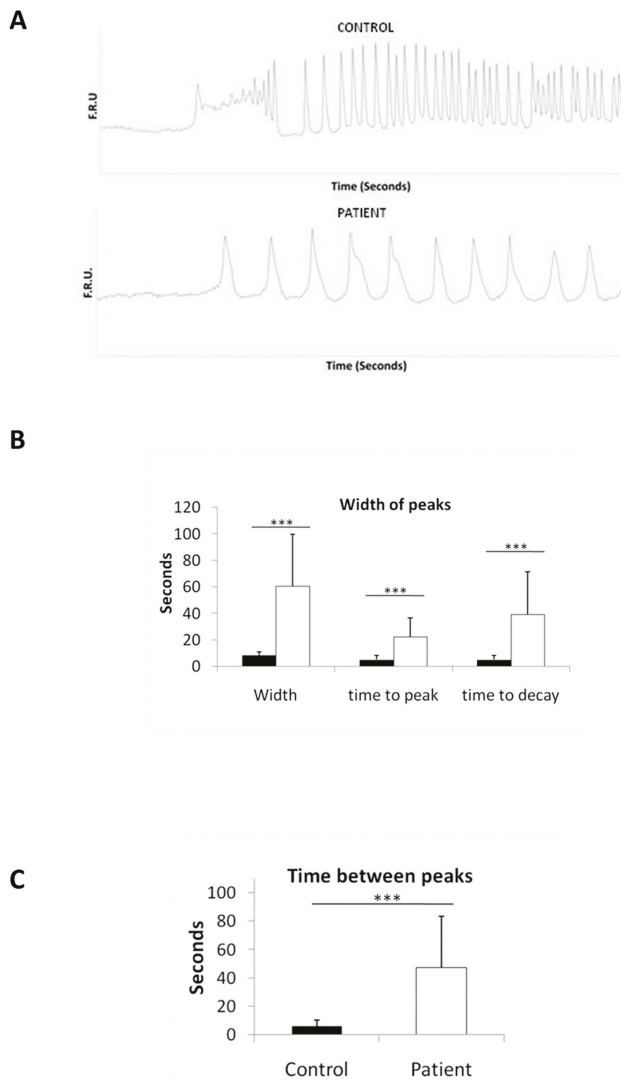 A
CONTROL
F.R.U
Time (Seconds)
PATIENT
F.R.U.
Time (Seconds)
B
Width of peaks
Seconds
120
100
80
60
40
20
0
***
***
***
Width time to peak time to decay
C
Time between peaks
Seconds
100
80
60
40
20
0
***
Control Patient